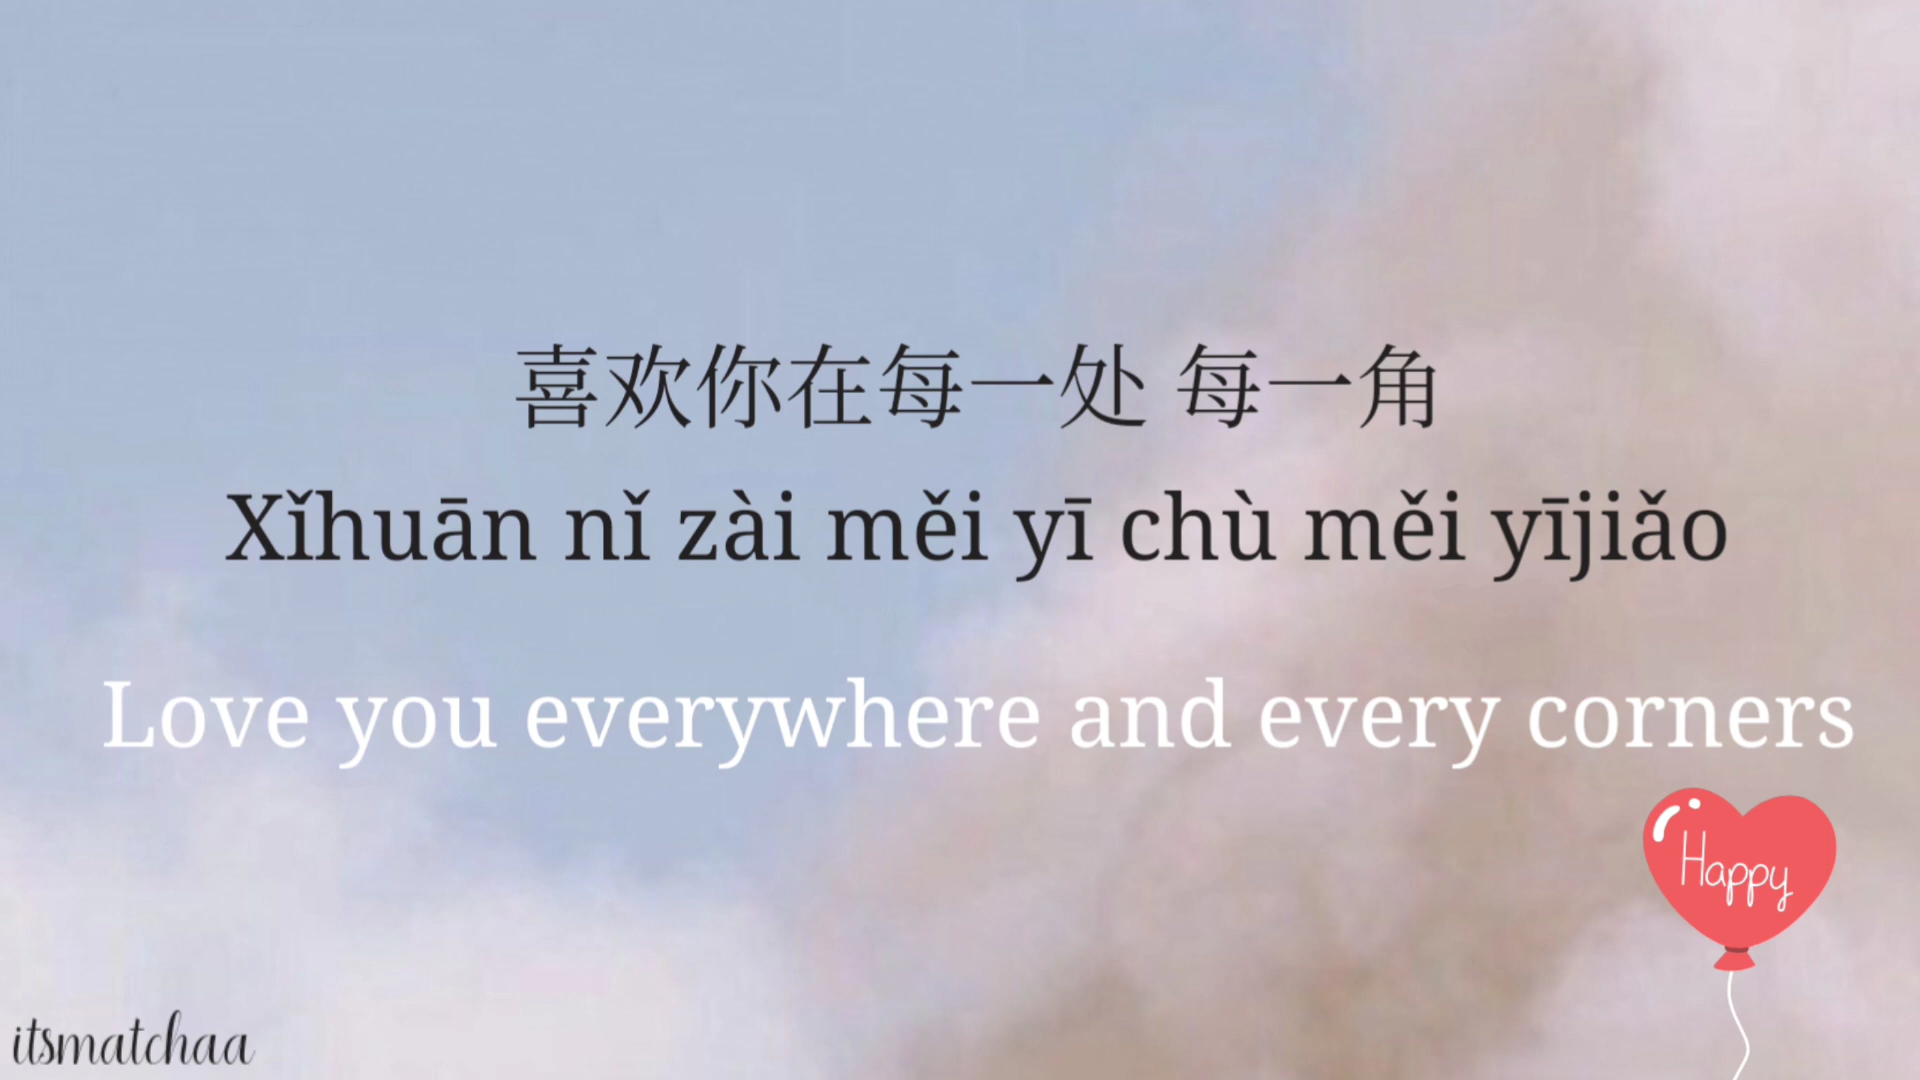 喜欢你在每一处 每一角
Xǐhuān nǐ zài měi yī chù měi yījiǎo
Love you everywhere and every corners
Happy
itsmatchaa